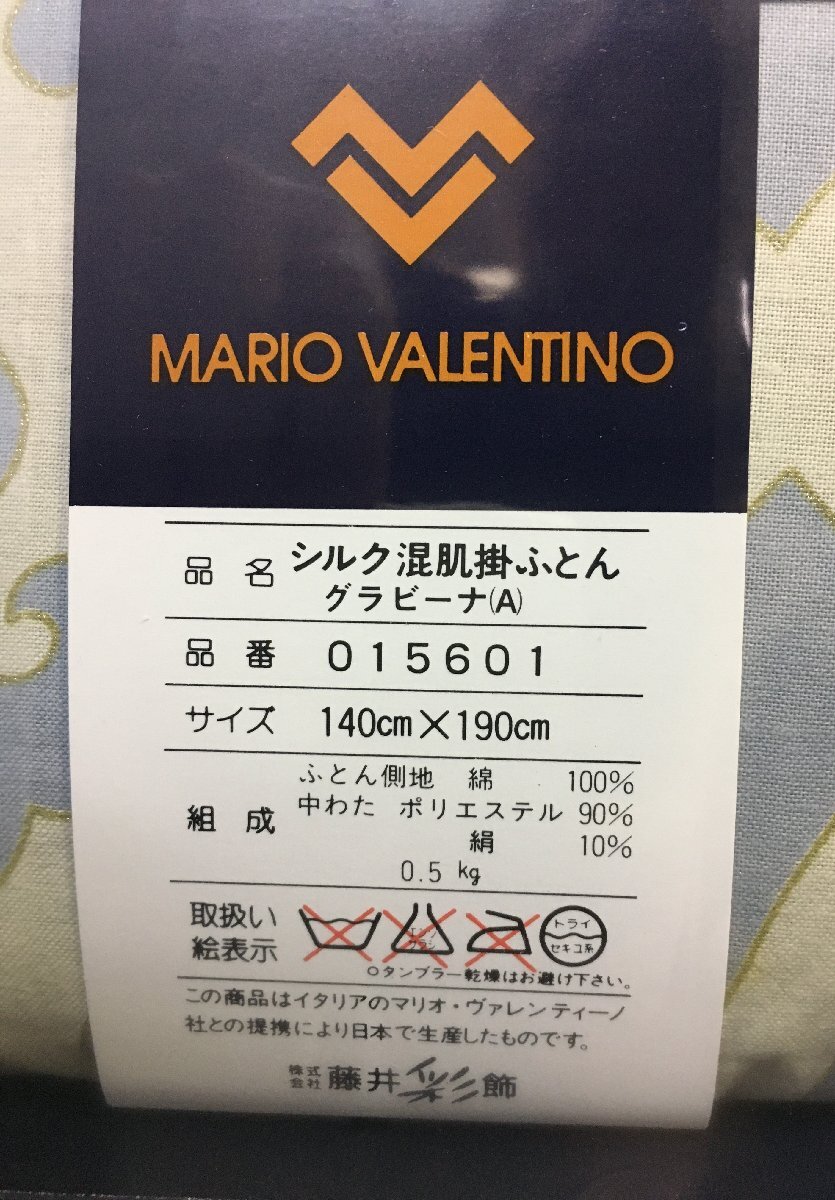 MARIO VALENTINO
品名 シルク混肌掛ふとん
グラビーナ(A)
品番 015601
サイズ 140cm×190cm
ふとん側地 綿 100%
組成 中わた ポリエステル 90%
絹 10%
0.5 kg
取扱い
絵表示
エンソ
サラシ
ドライ
セキユ系
○タンブラー乾燥はお避け下さい。
この商品はイタリアのマリオ・ヴァレンティーノ
社との提携により日本で生産したものです。
株式会社 藤井彩飾